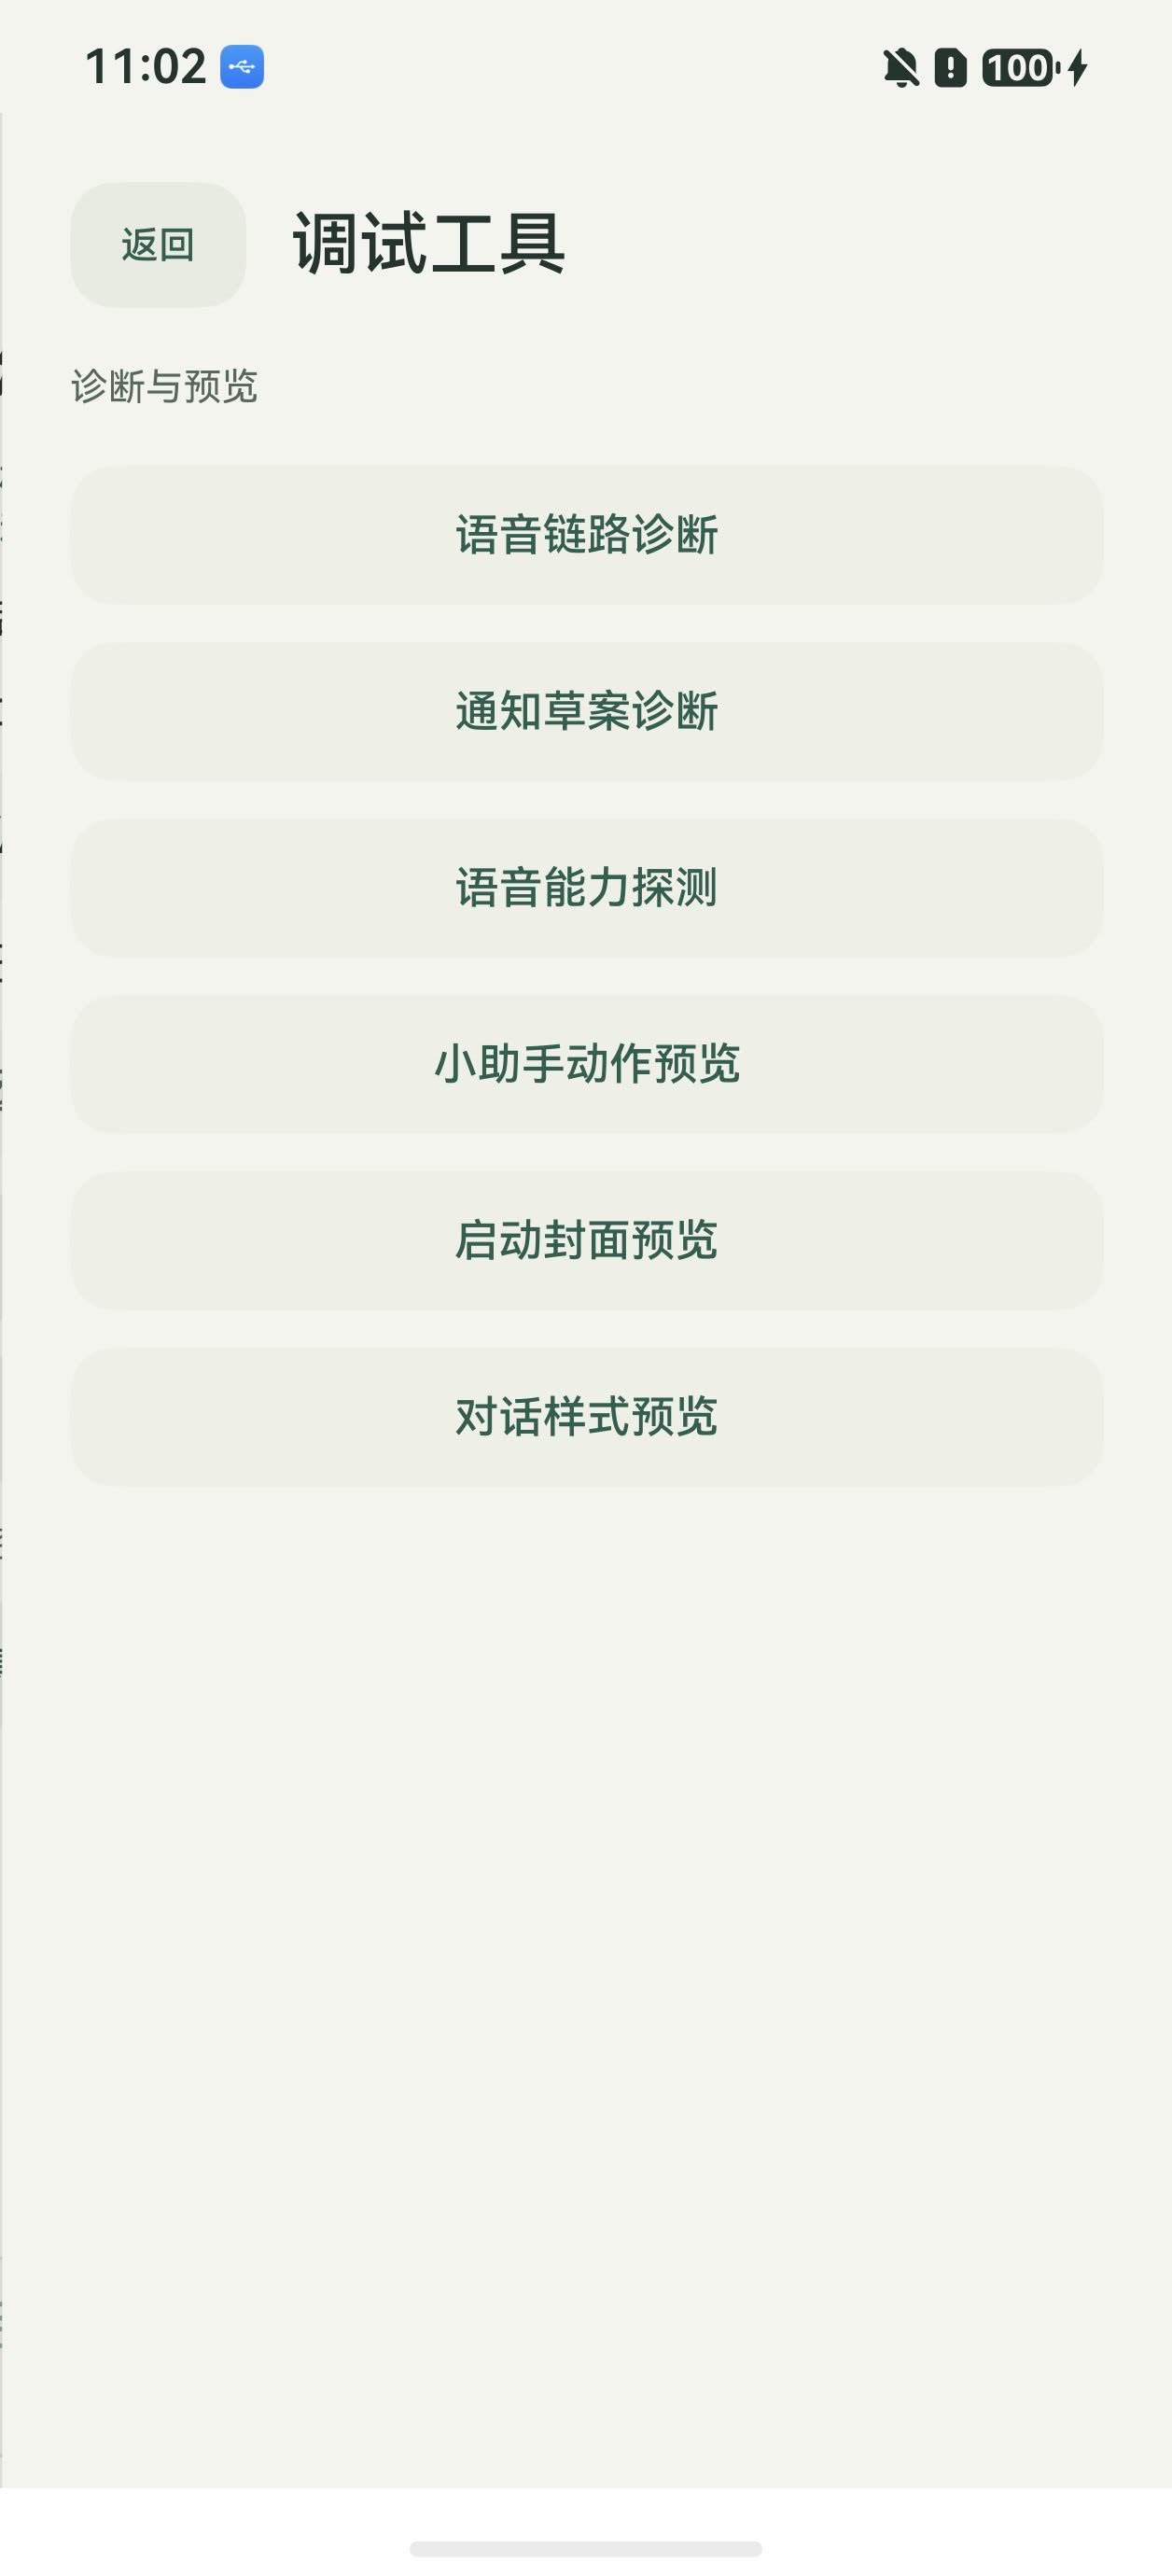 11:02
100
返回
调试工具
诊断与预览
语音链路诊断
通知草案诊断
语音能力探测
小助手动作预览
启动封面预览
对话样式预览